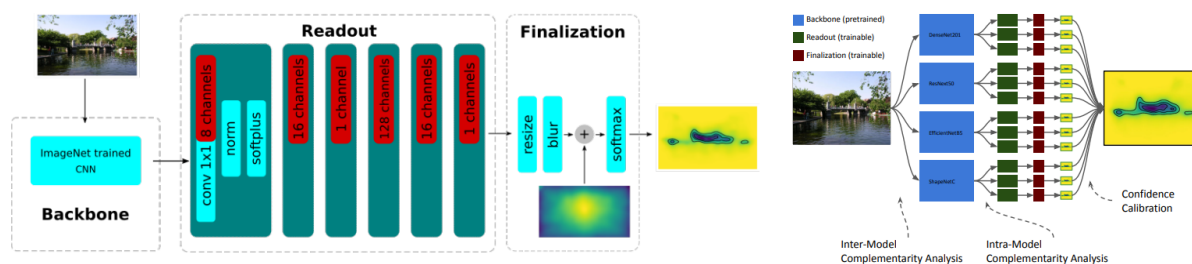 ImageNet trained
CNN
Backbone
Readout
conv 1x1 8 channels
norm
softplus
16 channels
1 channel
128 channels
16 channels
1 channels
Finalization
resize
blur
+
softmax
Backbone (pretrained)
Readout (trainable)
Finalization (trainable)
DenseNet201
ResNext50
EfficientNetB5
ShapeNetC
Inter-Model
Complementarity Analysis
Intra-Model
Complementarity Analysis
Confidence
Calibration